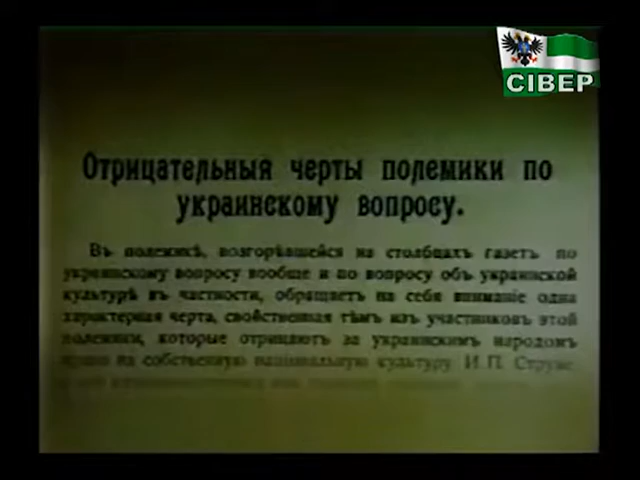 СІВЕР
Отрицательныя черты полемики по
украинскому вопросу.
Въ полемикѣ, возгорѣвшейся на столбцахъ газетъ по
украинскому вопросу вообще и по вопросу объ украинской
культурѣ въ частности, обращаетъ на себя вниманіе одна
характерная черта, свойственная тѣмъ изъ участниковъ этой
полемики, которые отрицаютъ за украинскимъ народомъ
право на собственную національную культуру. И П. Струве